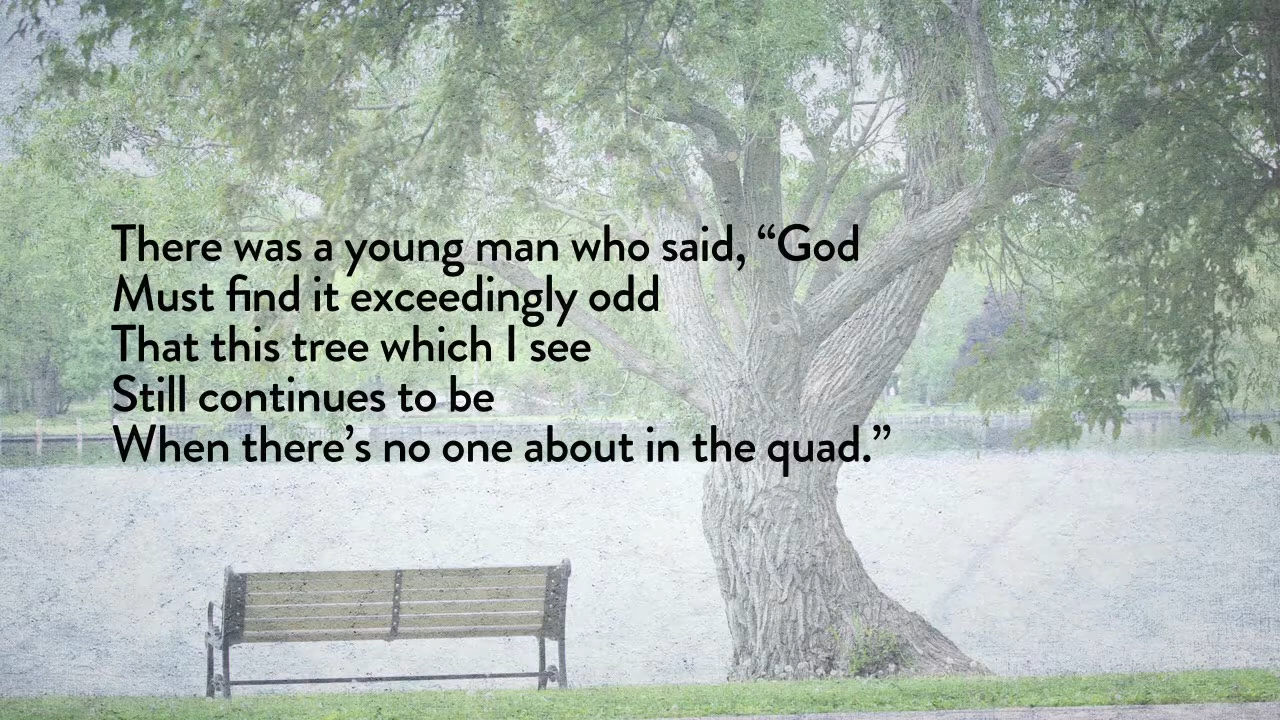 There was a young man who said, “God
Must find it exceedingly odd
That this tree which I see
Still continues to be
When there’s no one about in the quad.”